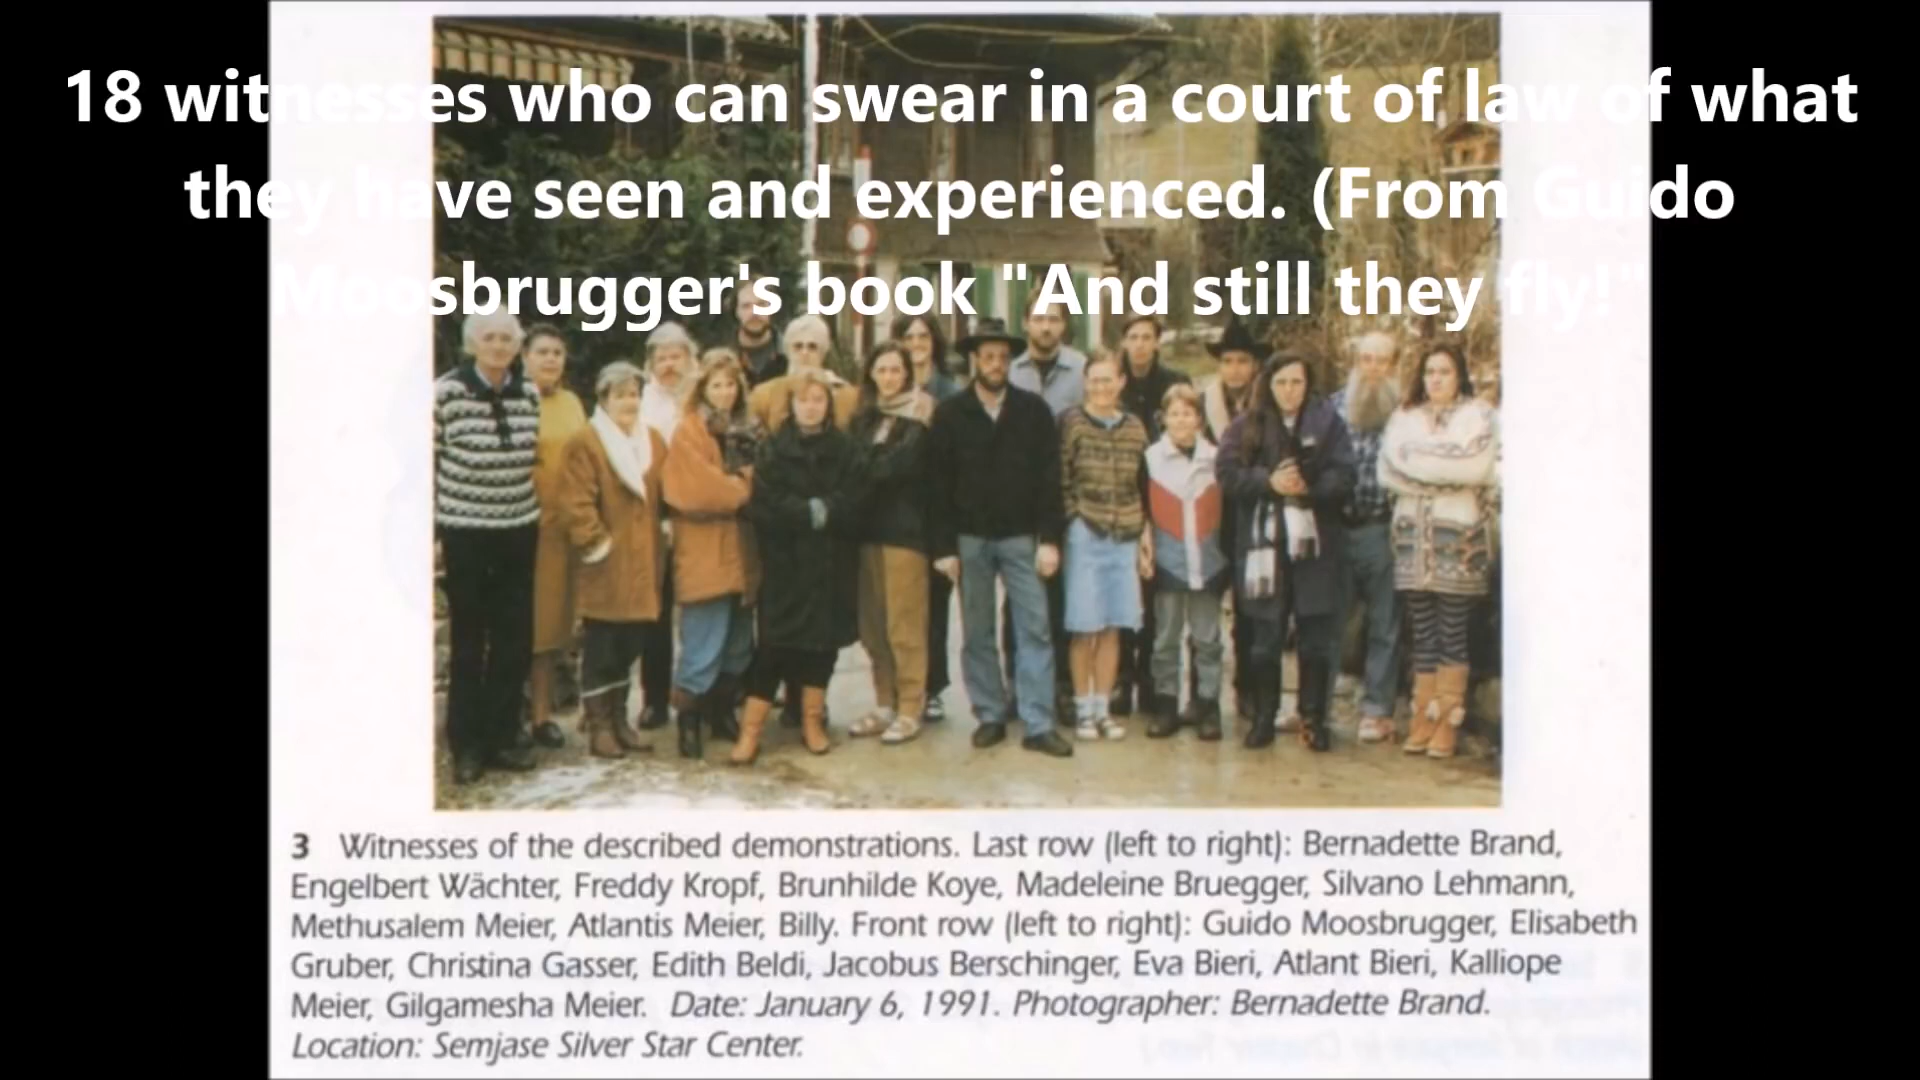 18 witnesses who can swear in a court of law of what
they have seen and experienced. (From Guido
Moosbrugger's book "And still they fly!"
3 Witnesses of the described demonstrations. Last row (left to right): Bernadette Brand,
Engelbert Wächter, Freddy Kropf, Brunhilde Koye, Madeleine Bruegger, Silvano Lehmann,
Methusalem Meier, Atlantis Meier, Billy. Front row (left to right): Guido Moosbrugger, Elisabeth
Gruber, Christina Gasser, Edith Beldi, Jacobus Berschinger, Eva Bieri, Atlant Bieri, Kalliope
Meier, Gilgamesha Meier. Date: January 6, 1991. Photographer: Bernadette Brand.
Location: Semjase Silver Star Center.